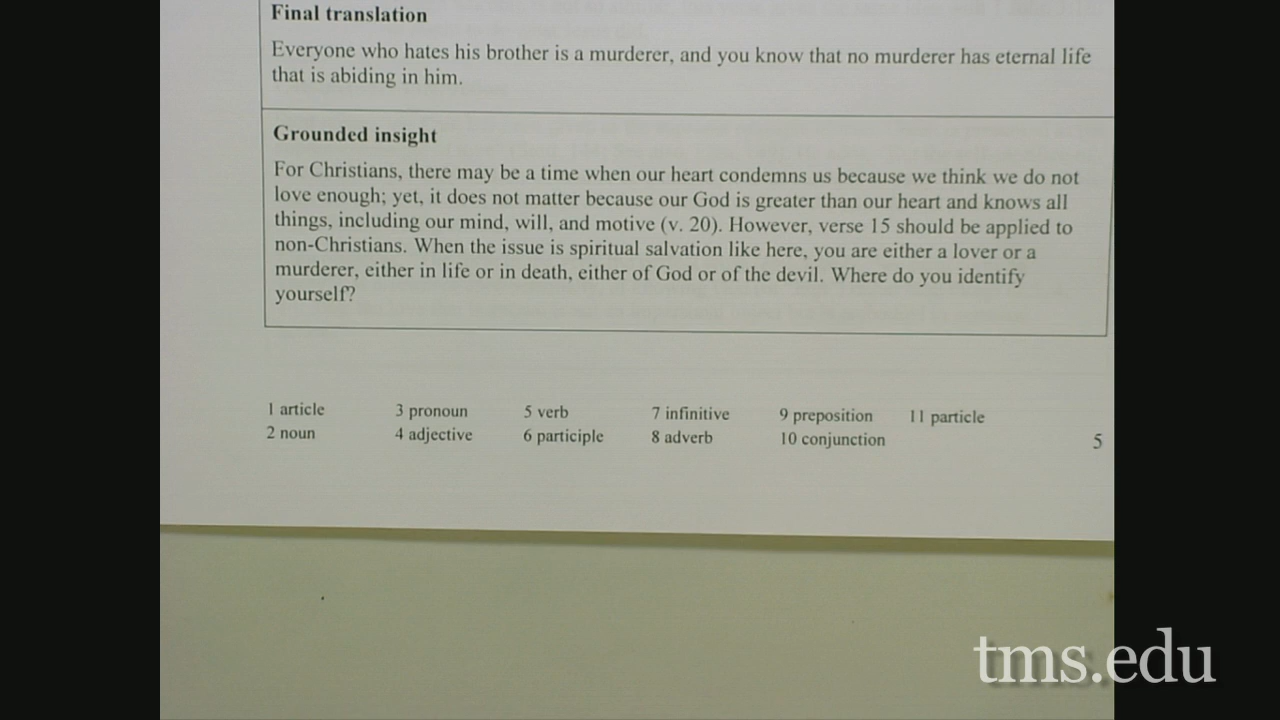 Final translation
Everyone who hates his brother is a murderer, and you know that no murderer has eternal life
that is abiding in him.
Grounded insight
For Christians, there may be a time when our heart condemns us because we think we do not
love enough; yet, it does not matter because our God is greater than our heart and knows all
things, including our mind, will, and motive (v. 20). However, verse 15 should be applied to
non-Christians. When the issue is spiritual salvation like here, you are either a lover or a
murderer, either in life or in death, either of God or of the devil. Where do you identify
yourself?
1 article 3 pronoun 5 verb 7 infinitive 9 preposition 11 particle
2 noun 4 adjective 6 participle 8 adverb 10 conjunction 5
tms.edu